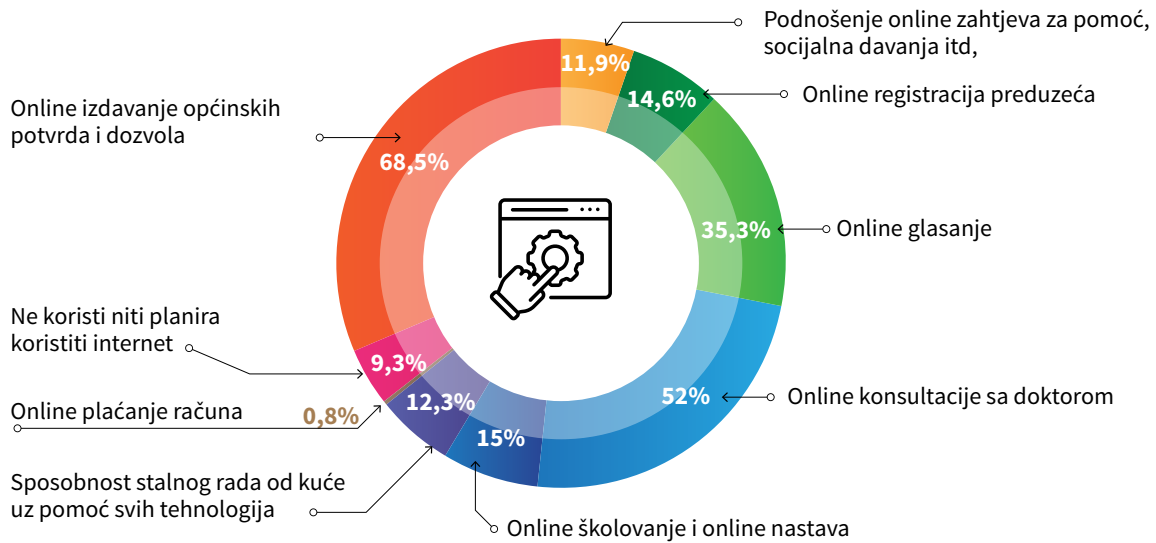 Podnošenje online zahtjeva za pomoć,
socijalna davanja itd,
11,9%
14,6%
Online registracija preduzeća
Online izdavanje općinskih
potvrda i dozvola
68,5%
35,3%
Online glasanje
Ne koristi niti planira
koristiti internet
9,3%
52%
Online konsultacije sa doktorom
Online plaćanje računa
0,8%
12,3%
15%
Sposobnost stalnog rada od kuće
uz pomoć svih tehnologija
Online školovanje i online nastava